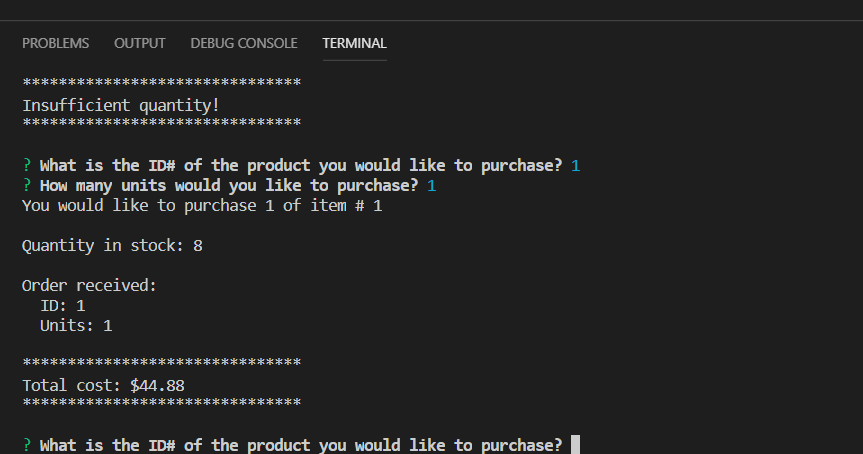 PROBLEMS OUTPUT DEBUG CONSOLE TERMINAL
*******************************
Insufficient quantity!
*******************************
? What is the ID# of the product you would like to purchase? 1
? How many units would you like to purchase? 1
You would like to purchase 1 of item # 1
Quantity in stock: 8
Order received:
  ID: 1
  Units: 1
*******************************
Total cost: $44.88
*******************************
? What is the ID# of the product you would like to purchase?